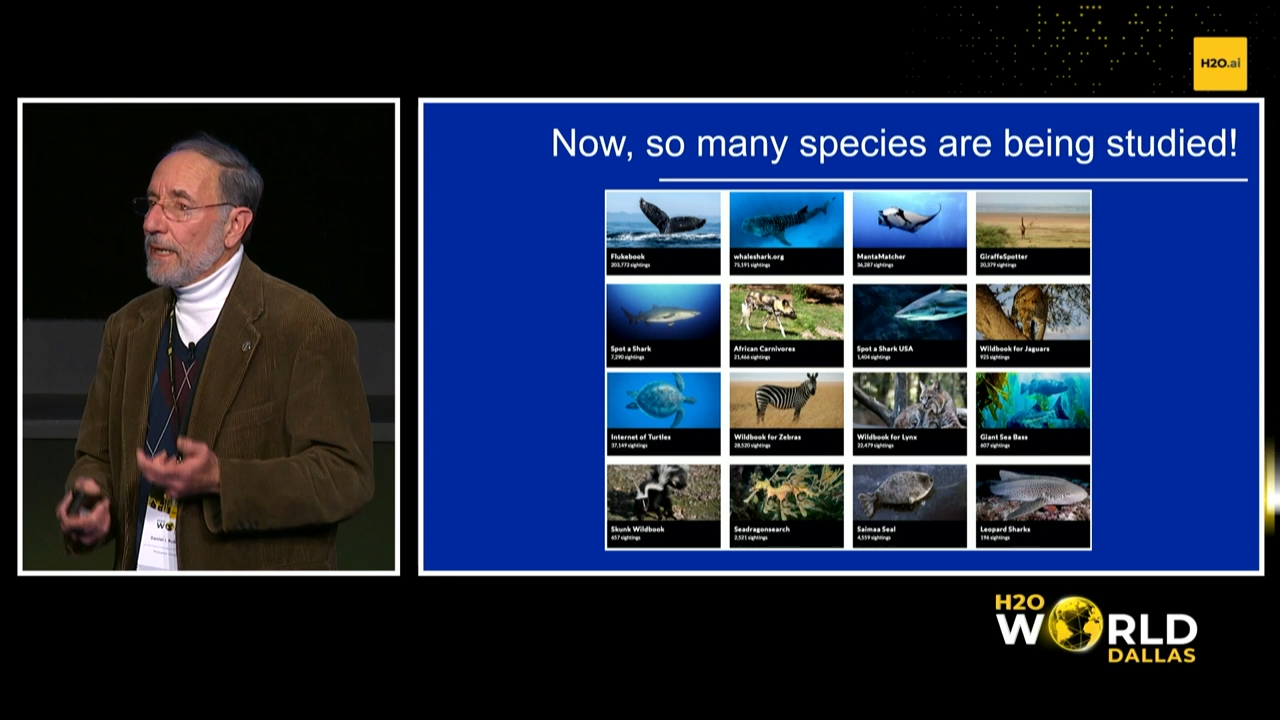 H2O.ai
Now, so many species are being studied!
Flukebook
203,772 sightings
whaleshark.org
75,191 sightings
MantaMatcher
36,287 sightings
GiraffeSpotter
20,379 sightings
Spot a Shark
7,290 sightings
African Carnivores
21,466 sightings
Spot a Shark USA
1,404 sightings
Wildbook for Jaguars
925 sightings
Internet of Turtles
37,149 sightings
Wildbook for Zebras
28,520 sightings
Wildbook for Lynx
22,479 sightings
Giant Sea Bass
607 sightings
Skunk Wildbook
657 sightings
Seadragonsearch
2,521 sightings
Saimaa Seal
4,559 sightings
Leopard Sharks
196 sightings
Daniel I.
H2O
WORLD
DALLAS